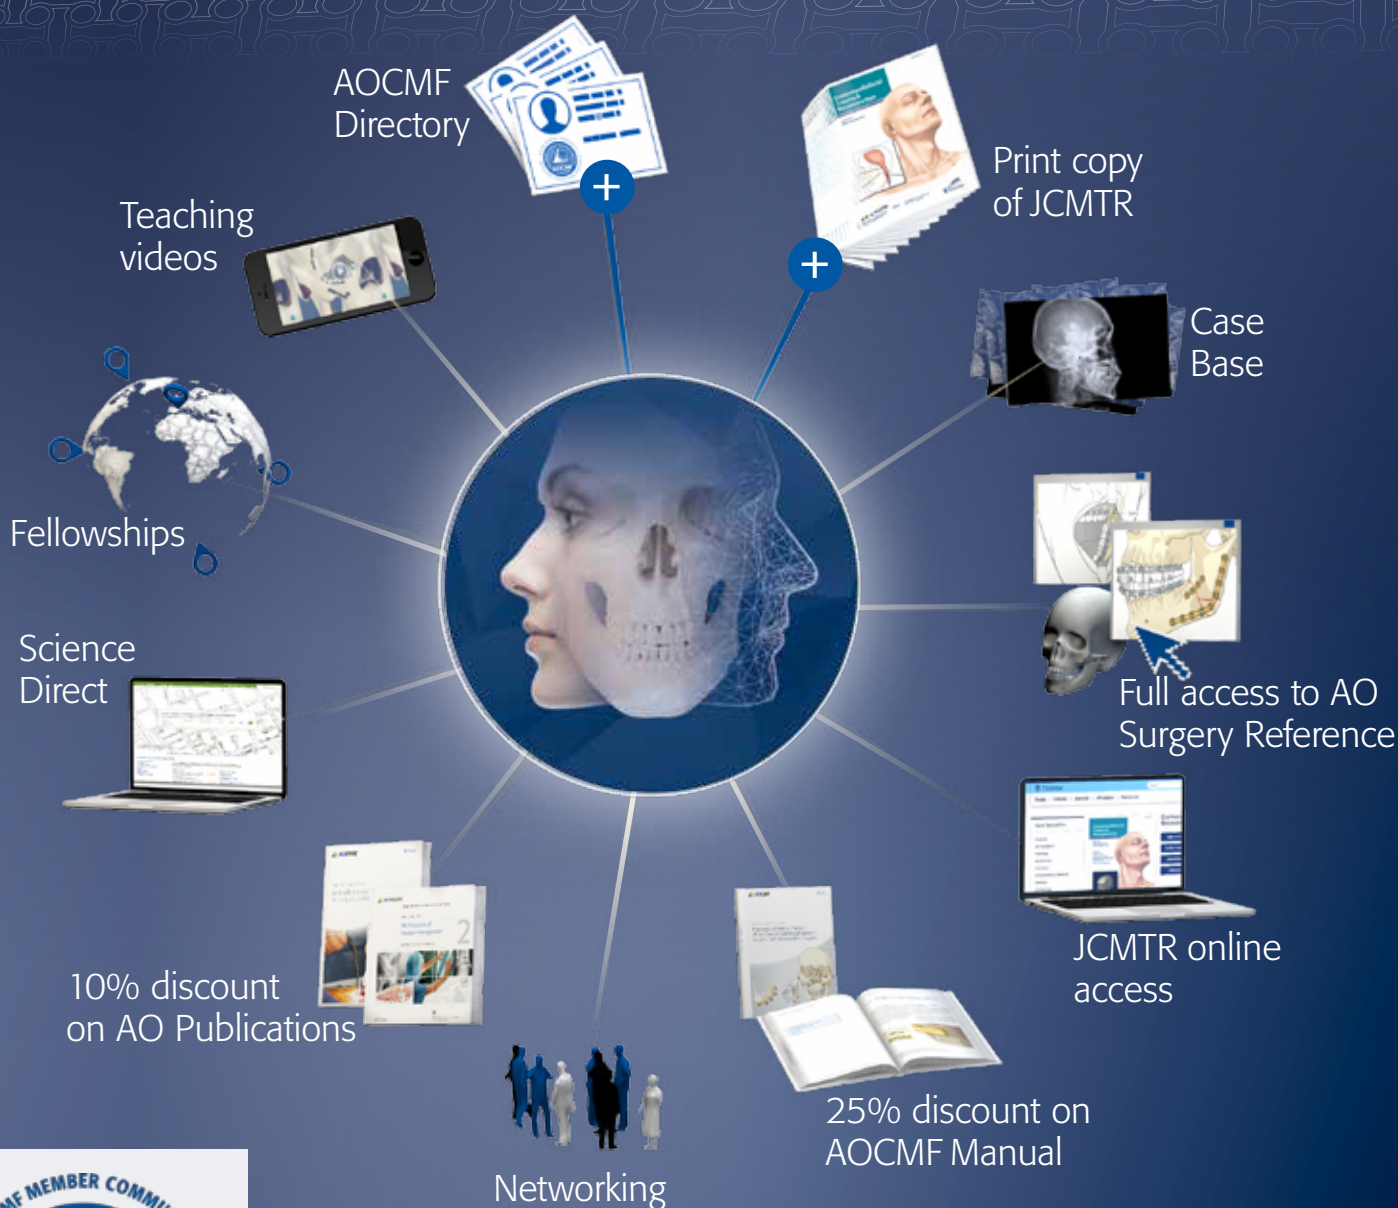 AOCMF
Directory
Print copy
of JCMTR
Teaching
videos
Case
Base
Fellowships
Science
Direct
Full access to AO
Surgery Reference
JCMTR online
access
10% discount
on AO Publications
25% discount on
AOCMF Manual
Networking
MEMBER
2